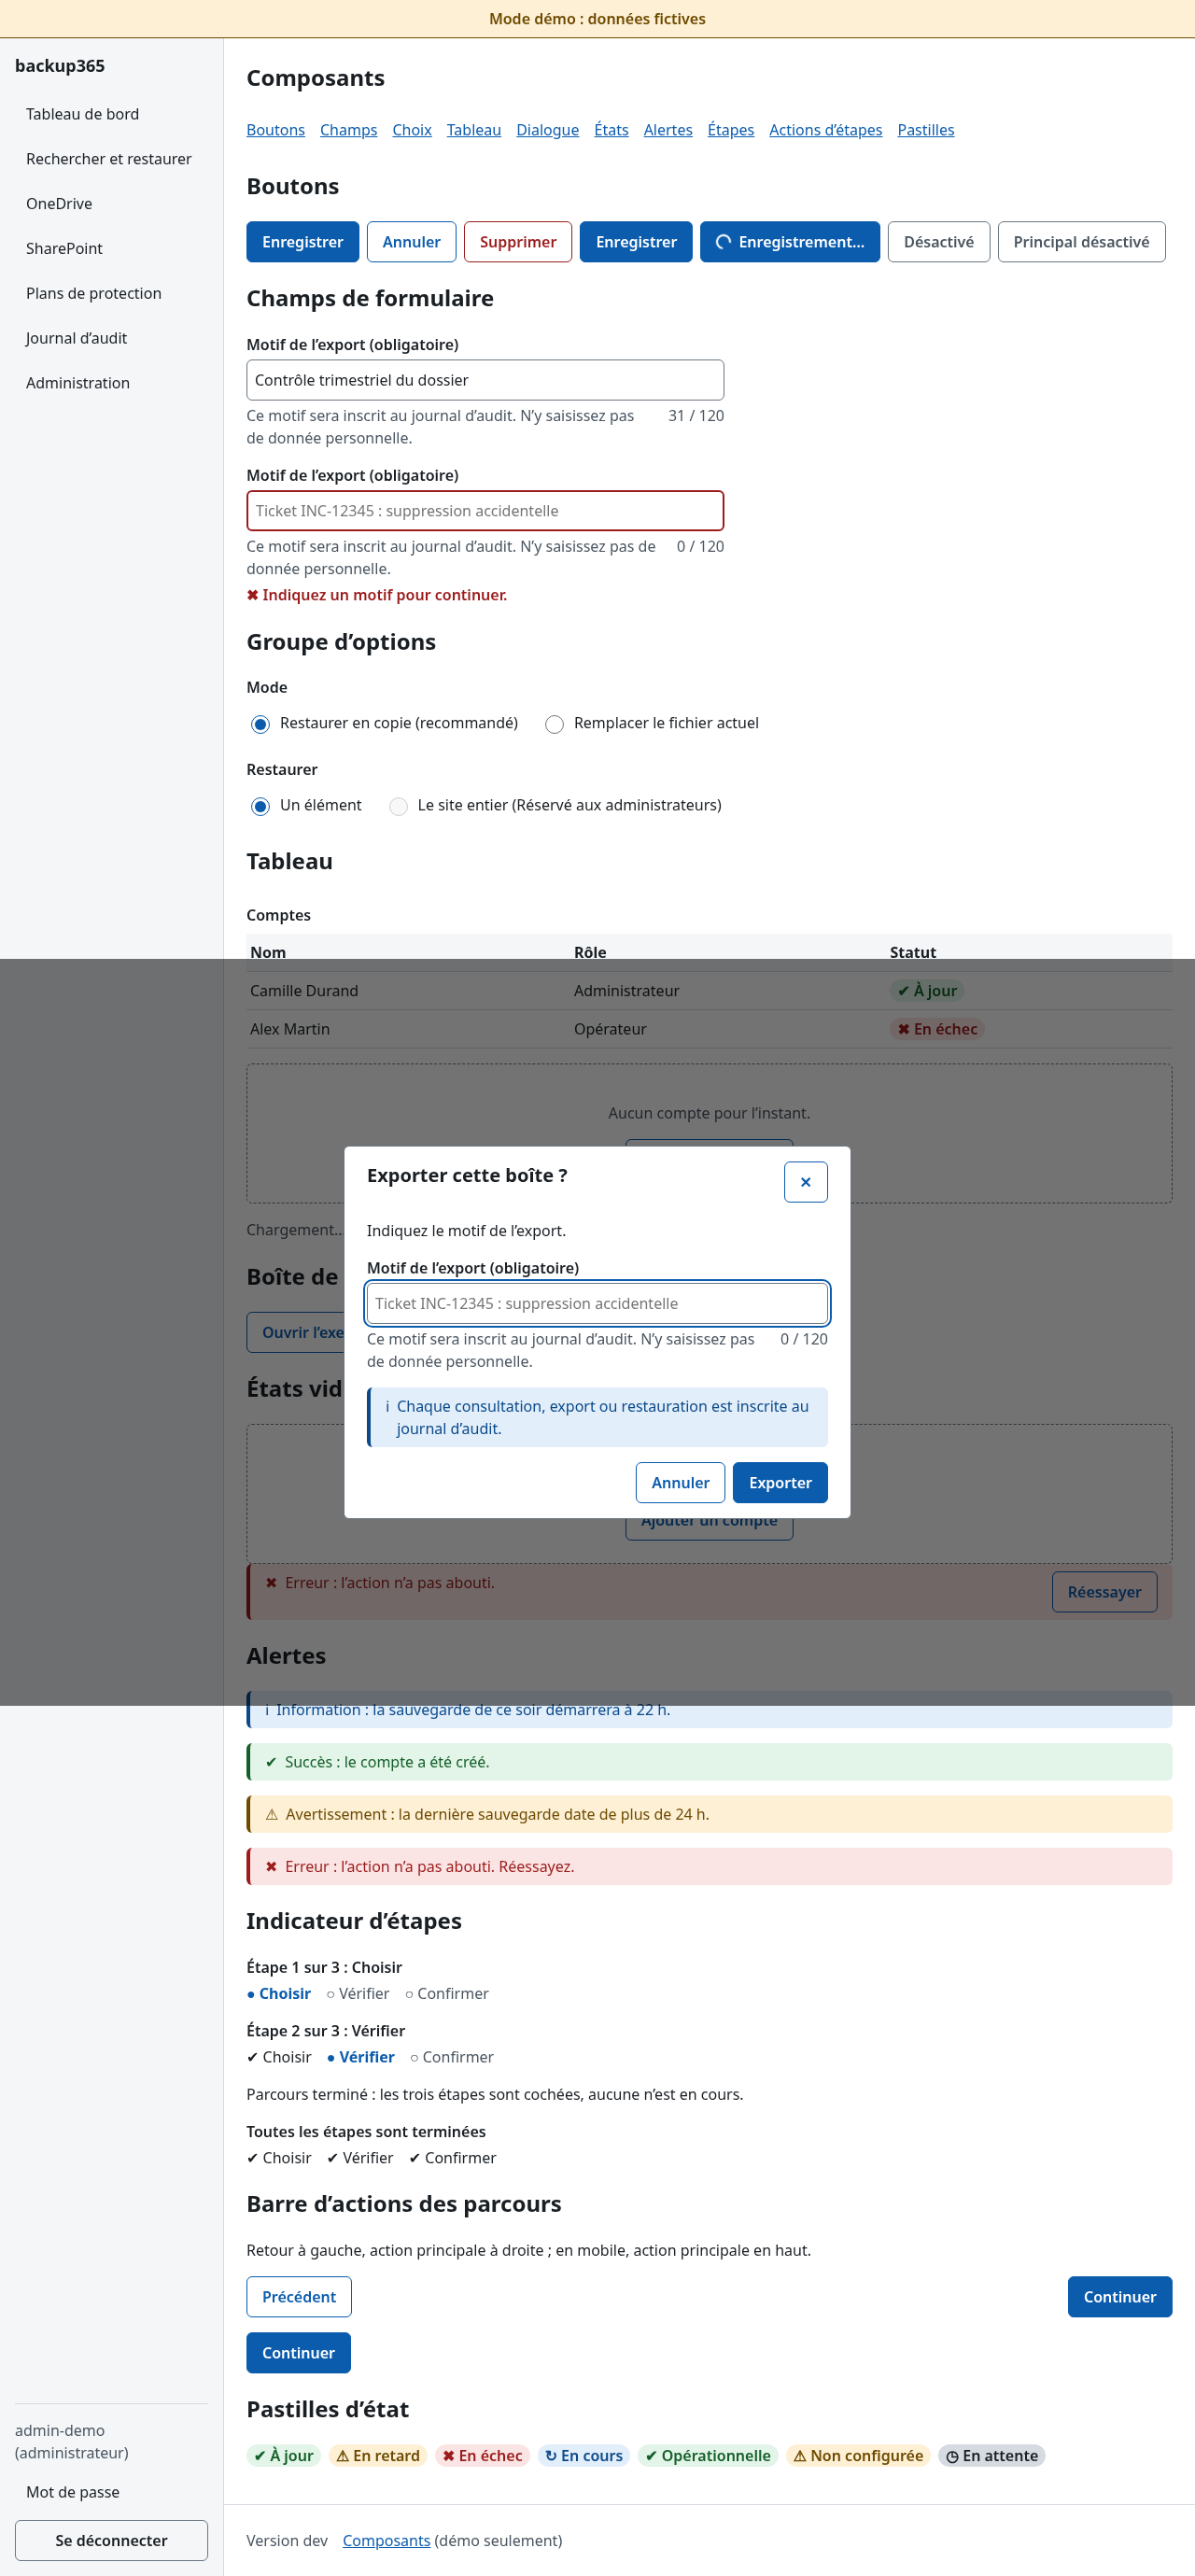 Mode démo : données fictives
backup365
Tableau de bord
Rechercher et restaurer
OneDrive
SharePoint
Plans de protection
Journal d’audit
Administration
Composants
Boutons Champs Choix Tableau Dialogue États Alertes Étapes Actions d’étapes Pastilles
Boutons
Enregistrer Annuler Supprimer Enregistrer Enregistrement… Désactivé Principal désactivé
Champs de formulaire
Motif de l’export (obligatoire)
Contrôle trimestriel du dossier
Ce motif sera inscrit au journal d’audit. N’y saisissez pas 31 / 120
de donnée personnelle.
Motif de l’export (obligatoire)
Ticket INC-12345 : suppression accidentelle
Ce motif sera inscrit au journal d’audit. N’y saisissez pas de 0 / 120
donnée personnelle.
✖ Indiquez un motif pour continuer.
Groupe d’options
Mode
Restaurer en copie (recommandé) Remplacer le fichier actuel
Restaurer
Un élément Le site entier (Réservé aux administrateurs)
Tableau
Comptes
Nom Rôle Statut
Camille Durand Administrateur ✔ À jour
Alex Martin Opérateur ✖ En échec
Aucun compte pour l’instant.
Chargement…
Boîte de
Ouvrir l’exe
États vid
Exporter cette boîte ?
×
Indiquez le motif de l’export.
Motif de l’export (obligatoire)
Ticket INC-12345 : suppression accidentelle
Ce motif sera inscrit au journal d’audit. N’y saisissez pas 0 / 120
de donnée personnelle.
i Chaque consultation, export ou restauration est inscrite au
journal d’audit.
Annuler Exporter
Ajouter un compte
✖ Erreur : l’action n’a pas abouti. Réessayer
Alertes
i Information : la sauvegarde de ce soir démarrera à 22 h.
✔ Succès : le compte a été créé.
⚠ Avertissement : la dernière sauvegarde date de plus de 24 h.
✖ Erreur : l’action n’a pas abouti. Réessayez.
Indicateur d’étapes
Étape 1 sur 3 : Choisir
● Choisir ○ Vérifier ○ Confirmer
Étape 2 sur 3 : Vérifier
✔ Choisir ● Vérifier ○ Confirmer
Parcours terminé : les trois étapes sont cochées, aucune n’est en cours.
Toutes les étapes sont terminées
✔ Choisir ✔ Vérifier ✔ Confirmer
Barre d’actions des parcours
Retour à gauche, action principale à droite ; en mobile, action principale en haut.
Précédent Continuer
Continuer
Pastilles d’état
✔ À jour ⚠ En retard ✖ En échec ↻ En cours ✔ Opérationnelle ⚠ Non configurée ◷ En attente
admin-demo
(administrateur)
Mot de passe
Se déconnecter
Version dev Composants (démo seulement)